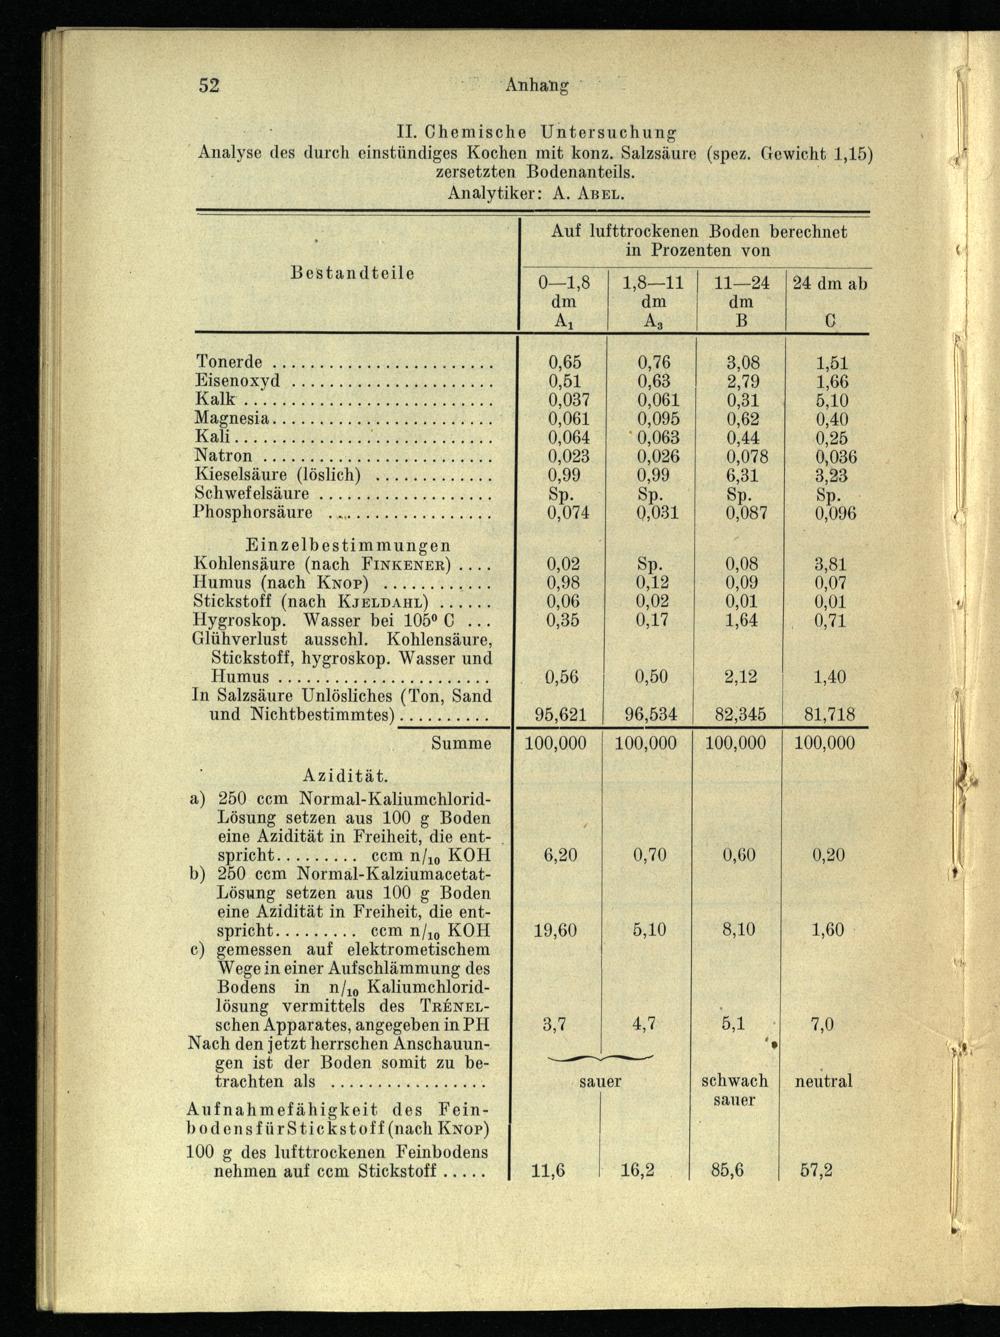 52 Anhang
II. Chemische Untersuchung
Analyse des durch einstündiges Kochen mit konz. Salzsäure (spez. Gewicht 1,15)
zersetzten Bodenanteils.
Analytiker: A. ABEL.
Auf lufttrockenen Boden berechnet
in Prozenten von
Bestandteile
0—1,8 1,8—11 11—24 24 dm ab
dm dm dm
A₁ A₃ B C
Tonerde ........................ 0,65 0,76 3,08 1,51
Eisenoxyd ...................... 0,51 0,63 2,79 1,66
Kalk ........................... 0,037 0,061 0,31 5,10
Magnesia........................ 0,061 0,095 0,62 0,40
Kali............................ 0,064 0,063 0,44 0,25
Natron ......................... 0,023 0,026 0,078 0,036
Kieselsäure (löslich) ............. 0,99 0,99 6,31 3,23
Schwefelsäure ................... Sp. Sp. Sp. Sp.
Phosphorsäure .................. 0,074 0,031 0,087 0,096
Einzelbestimmungen
Kohlensäure (nach FINKENER) .... 0,02 Sp. 0,08 3,81
Humus (nach KNOP) ............ 0,98 0,12 0,09 0,07
Stickstoff (nach KJELDAHL) ...... 0,06 0,02 0,01 0,01
Hygroskop. Wasser bei 105⁰ C ... 0,35 0,17 1,64 0,71
Glühverlust ausschl. Kohlensäure,
Stickstoff, hygroskop. Wasser und
Humus ....................... 0,56 0,50 2,12 1,40
In Salzsäure Unlösliches (Ton, Sand
und Nichtbestimmtes) .......... 95,621 96,534 82,345 81,718
Summe 100,000 100,000 100,000 100,000
Azidität.
a) 250 ccm Normal-Kaliumchlorid-
Lösung setzen aus 100 g Boden
eine Azidität in Freiheit, die ent-
spricht......... ccm n/₁₀ KOH 6,20 0,70 0,60 0,20
b) 250 ccm Normal-Kalziumacetat-
Lösung setzen aus 100 g Boden
eine Azidität in Freiheit, die ent-
spricht......... ccm n/₁₀ KOH 19,60 5,10 8,10 1,60
c) gemessen auf elektrometischem
Wege in einer Aufschlämmung des
Bodens in n/₁₀ Kaliumchlorid-
lösung vermittels des TRÉNEL-
schen Apparates, angegeben in PH 3,7 4,7 5,1 7,0
Nach den jetzt herrschen Anschauun-
gen ist der Boden somit zu be-
trachten als ................. sauer schwach neutral
sauer
Aufnahmefähigkeit des Fein-
bodens für Stickstoff (nach KNOP)
100 g des lufttrockenen Feinbodens
nehmen auf ccm Stickstoff ..... 11,6 16,2 85,6 57,2